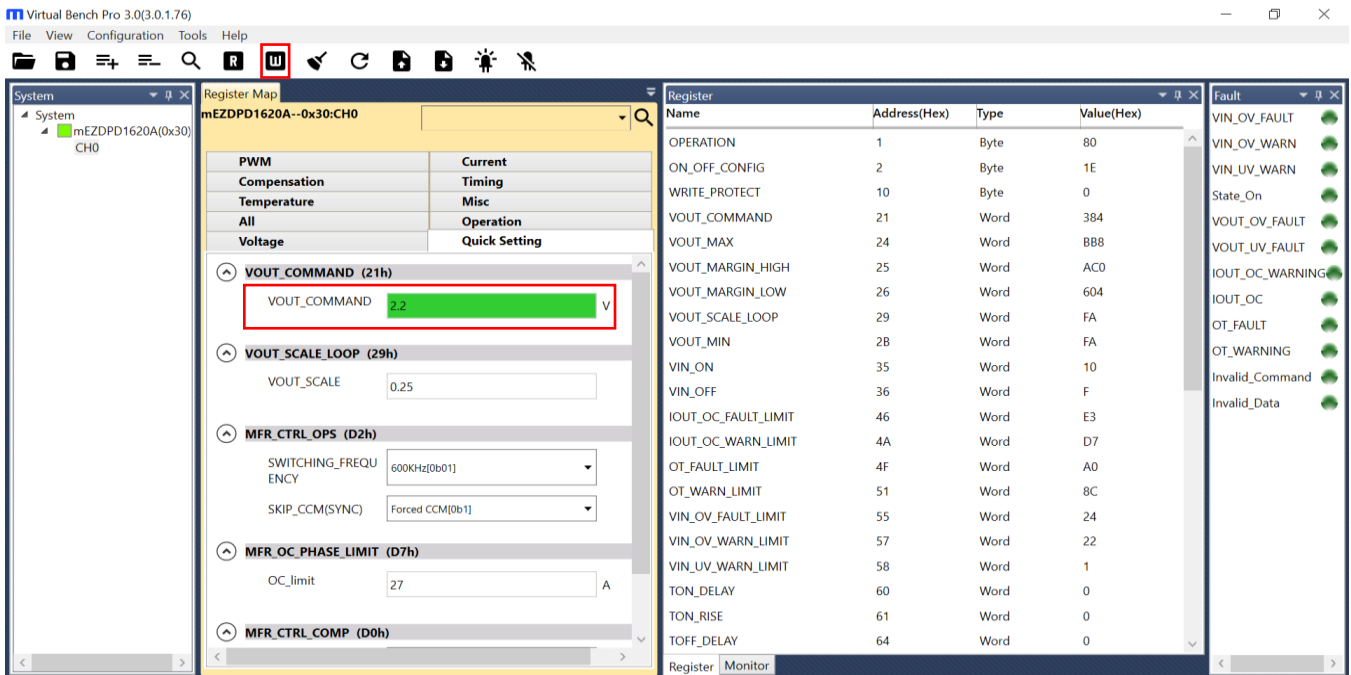 Virtual Bench Pro 3.0(3.0.1.76)
File View Configuration Tools Help
R W
System
System
mEZDPD1620A(0x30)
CH0
Register Map
mEZDPD1620A--0x30:CH0
PWM Current
Compensation Timing
Temperature Misc
All Operation
Voltage Quick Setting
VOUT_COMMAND (21h)
VOUT_COMMAND 2.2 V
VOUT_SCALE_LOOP (29h)
VOUT_SCALE 0.25
MFR_CTRL_OPS (D2h)
SWITCHING_FREQU
ENCY 600KHz[0b01]
SKIP_CCM(SYNC) Forced CCM[0b1]
MFR_OC_PHASE_LIMIT (D7h)
OC_limit 27 A
MFR_CTRL_COMP (D0h)
Register
Name Address(Hex) Type Value(Hex)
OPERATION 1 Byte 80
ON_OFF_CONFIG 2 Byte 1E
WRITE_PROTECT 10 Byte 0
VOUT_COMMAND 21 Word 384
VOUT_MAX 24 Word BB8
VOUT_MARGIN_HIGH 25 Word AC0
VOUT_MARGIN_LOW 26 Word 604
VOUT_SCALE_LOOP 29 Word FA
VOUT_MIN 2B Word FA
VIN_ON 35 Word 10
VIN_OFF 36 Word F
IOUT_OC_FAULT_LIMIT 46 Word E3
IOUT_OC_WARN_LIMIT 4A Word D7
OT_FAULT_LIMIT 4F Word A0
OT_WARN_LIMIT 51 Word 8C
VIN_OV_FAULT_LIMIT 55 Word 24
VIN_OV_WARN_LIMIT 57 Word 22
VIN_UV_WARN_LIMIT 58 Word 1
TON_DELAY 60 Word 0
TON_RISE 61 Word 0
TOFF_DELAY 64 Word 0
Register Monitor
Fault
VIN_OV_FAULT
VIN_OV_WARN
VIN_UV_WARN
State_On
VOUT_OV_FAULT
VOUT_UV_FAULT
IOUT_OC_WARNING
IOUT_OC
OT_FAULT
OT_WARNING
Invalid_Command
Invalid_Data